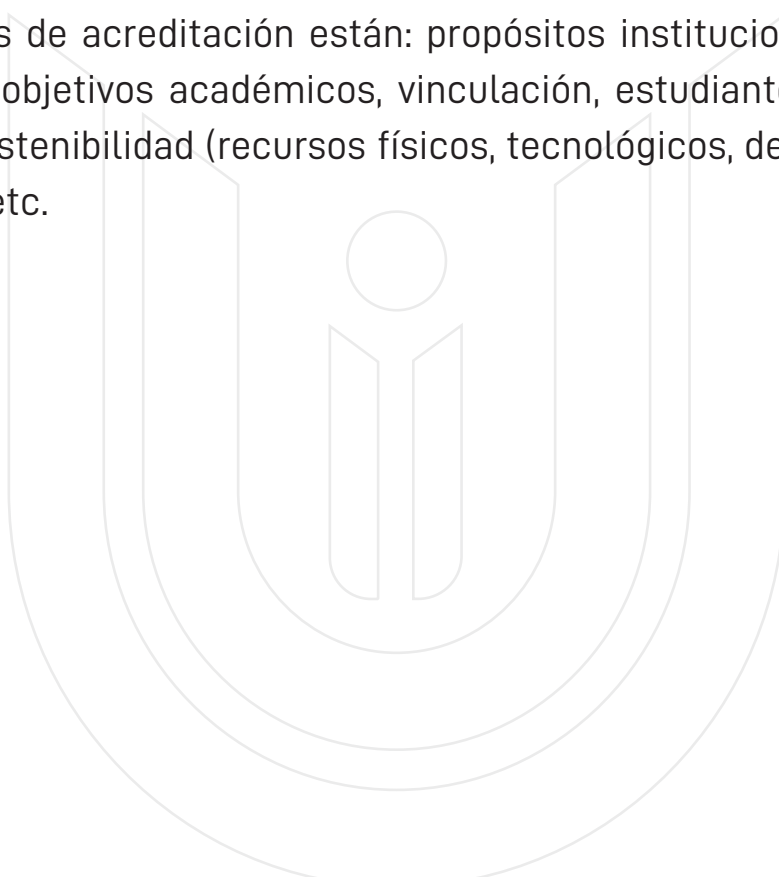 s de acreditación están: propósitos institucio
objetivos académicos, vinculación, estudiant
stenibilidad (recursos físicos, tecnológicos, de
etc.